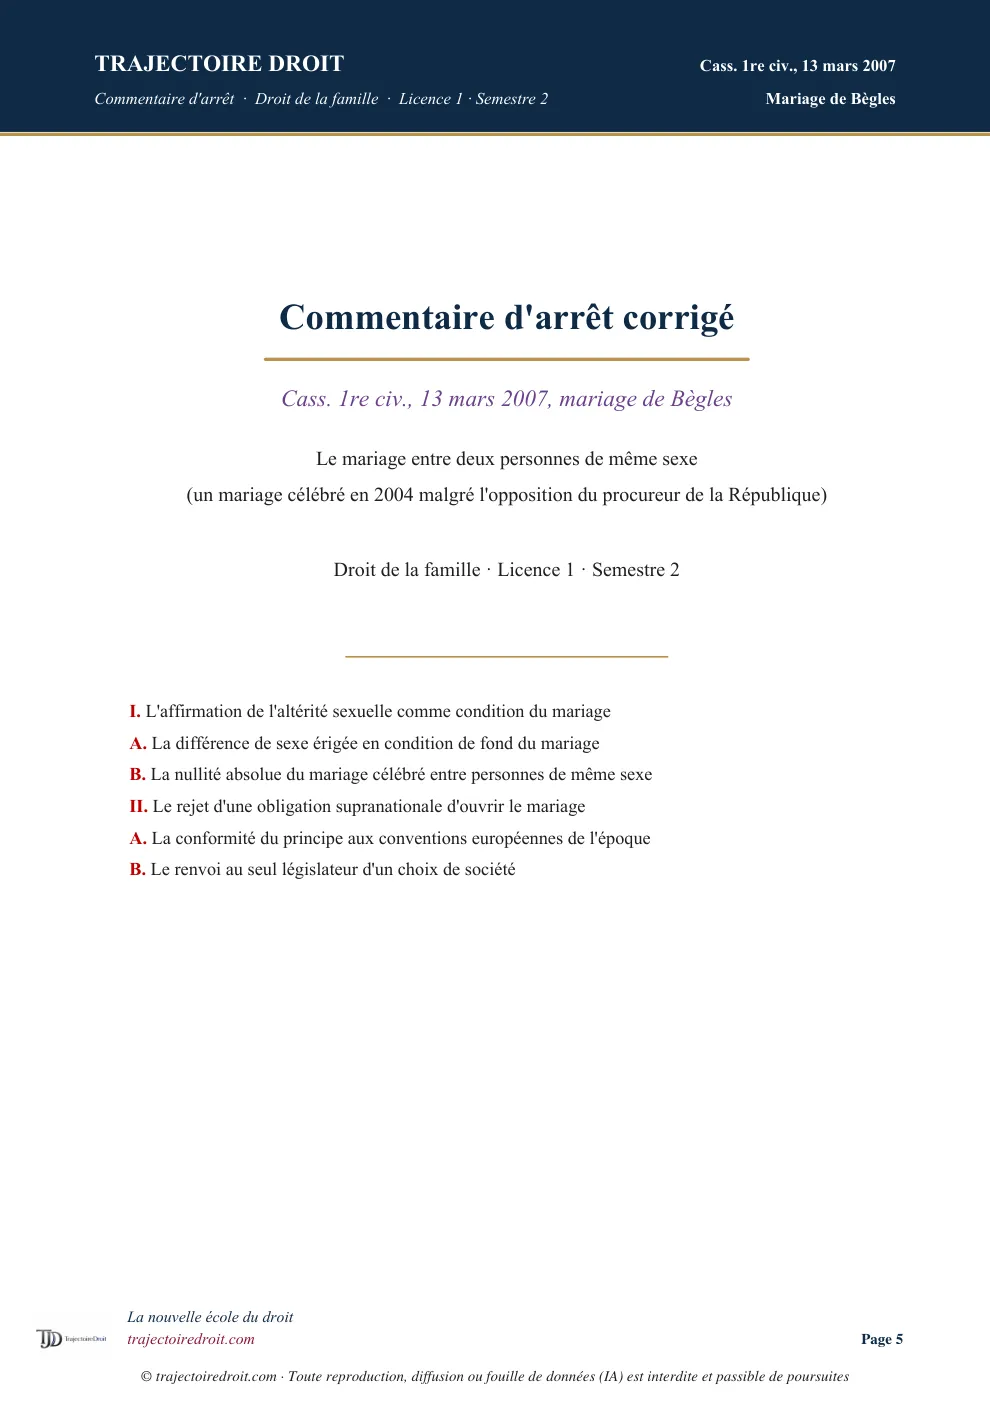 TRAJECTOIRE DROIT
Cass. 1re civ., 13 mars 2007
Commentaire d'arrêt · Droit de la famille · Licence 1 · Semestre 2
Mariage de Bègles
Commentaire d'arrêt corrigé
Cass. 1re civ., 13 mars 2007, mariage de Bègles
Le mariage entre deux personnes de même sexe
(un mariage célébré en 2004 malgré l'opposition du procureur de la République)
Droit de la famille · Licence 1 · Semestre 2
I. L'affirmation de l'altérité sexuelle comme condition du mariage
A. La différence de sexe érigée en condition de fond du mariage
B. La nullité absolue du mariage célébré entre personnes de même sexe
II. Le rejet d'une obligation supranationale d'ouvrir le mariage
A. La conformité du principe aux conventions européennes de l'époque
B. Le renvoi au seul législateur d'un choix de société
La nouvelle école du droit
TJD TrajectoireDroit
trajectoiredroit.com
Page 5
© trajectoiredroit.com · Toute reproduction, diffusion ou fouille de données (IA) est interdite et passible de poursuites